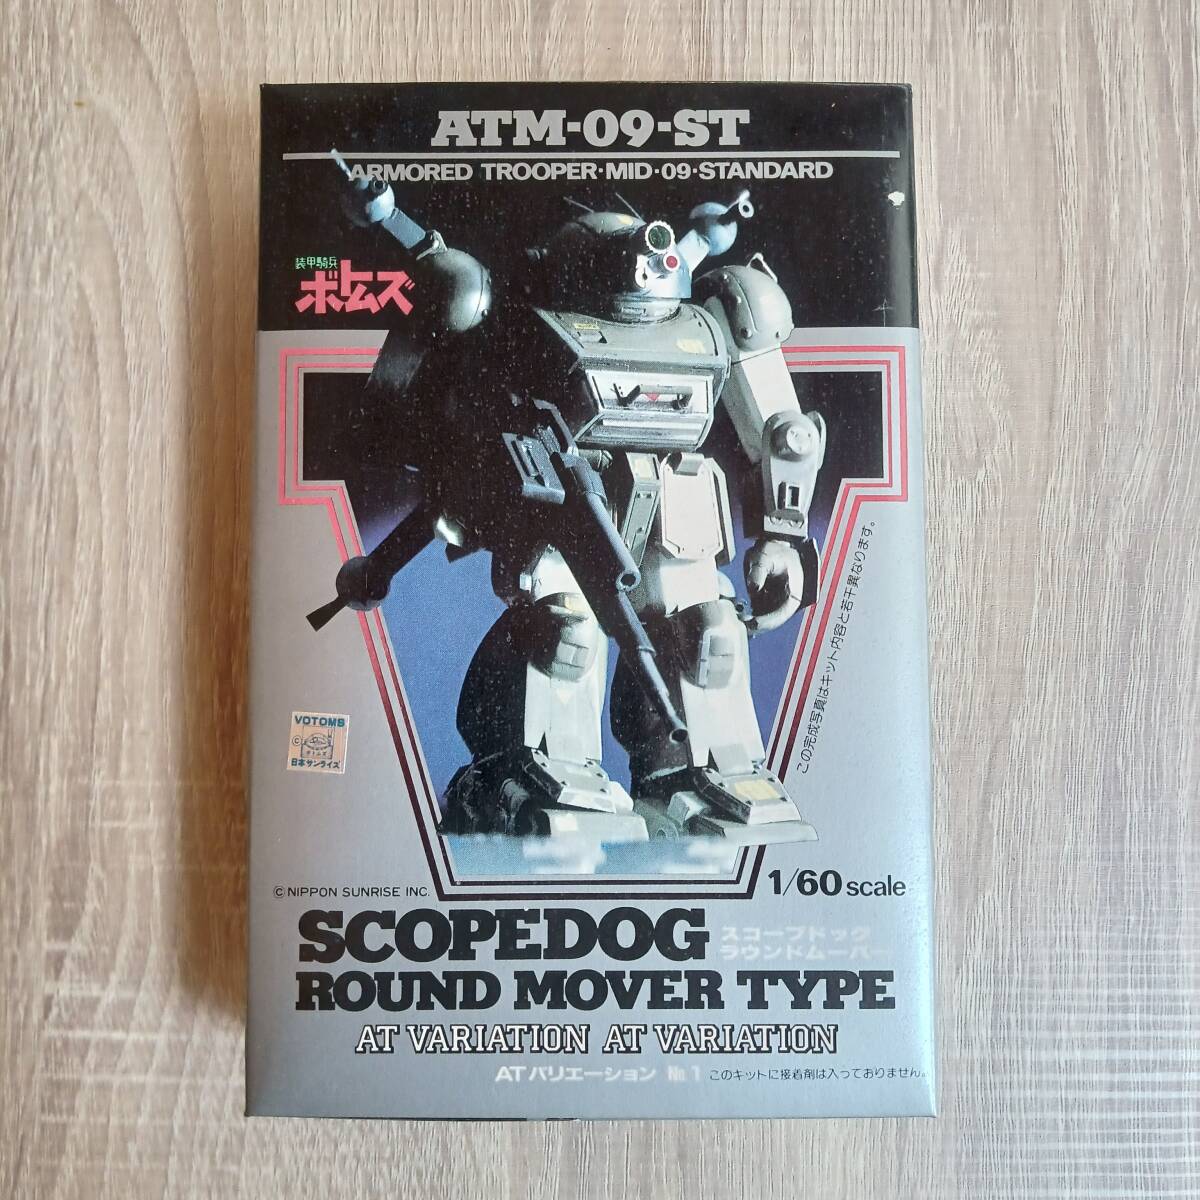 ATM-09-ST
ARMORED TROOPER·MID·09·STANDARD
装甲騎兵
ボトムズ
この完成写真はキット内容と若干異なります。
VOTOMS
©
ボトムズ
日本サンライズ
© NIPPON SUNRISE INC.
1/60 scale
SCOPEDOG
スコープドッグ
ラウンドムーバー
ROUND MOVER TYPE
AT VARIATION AT VARIATION
ATバリエーション №1
このキットに接着剤は入っておりません。